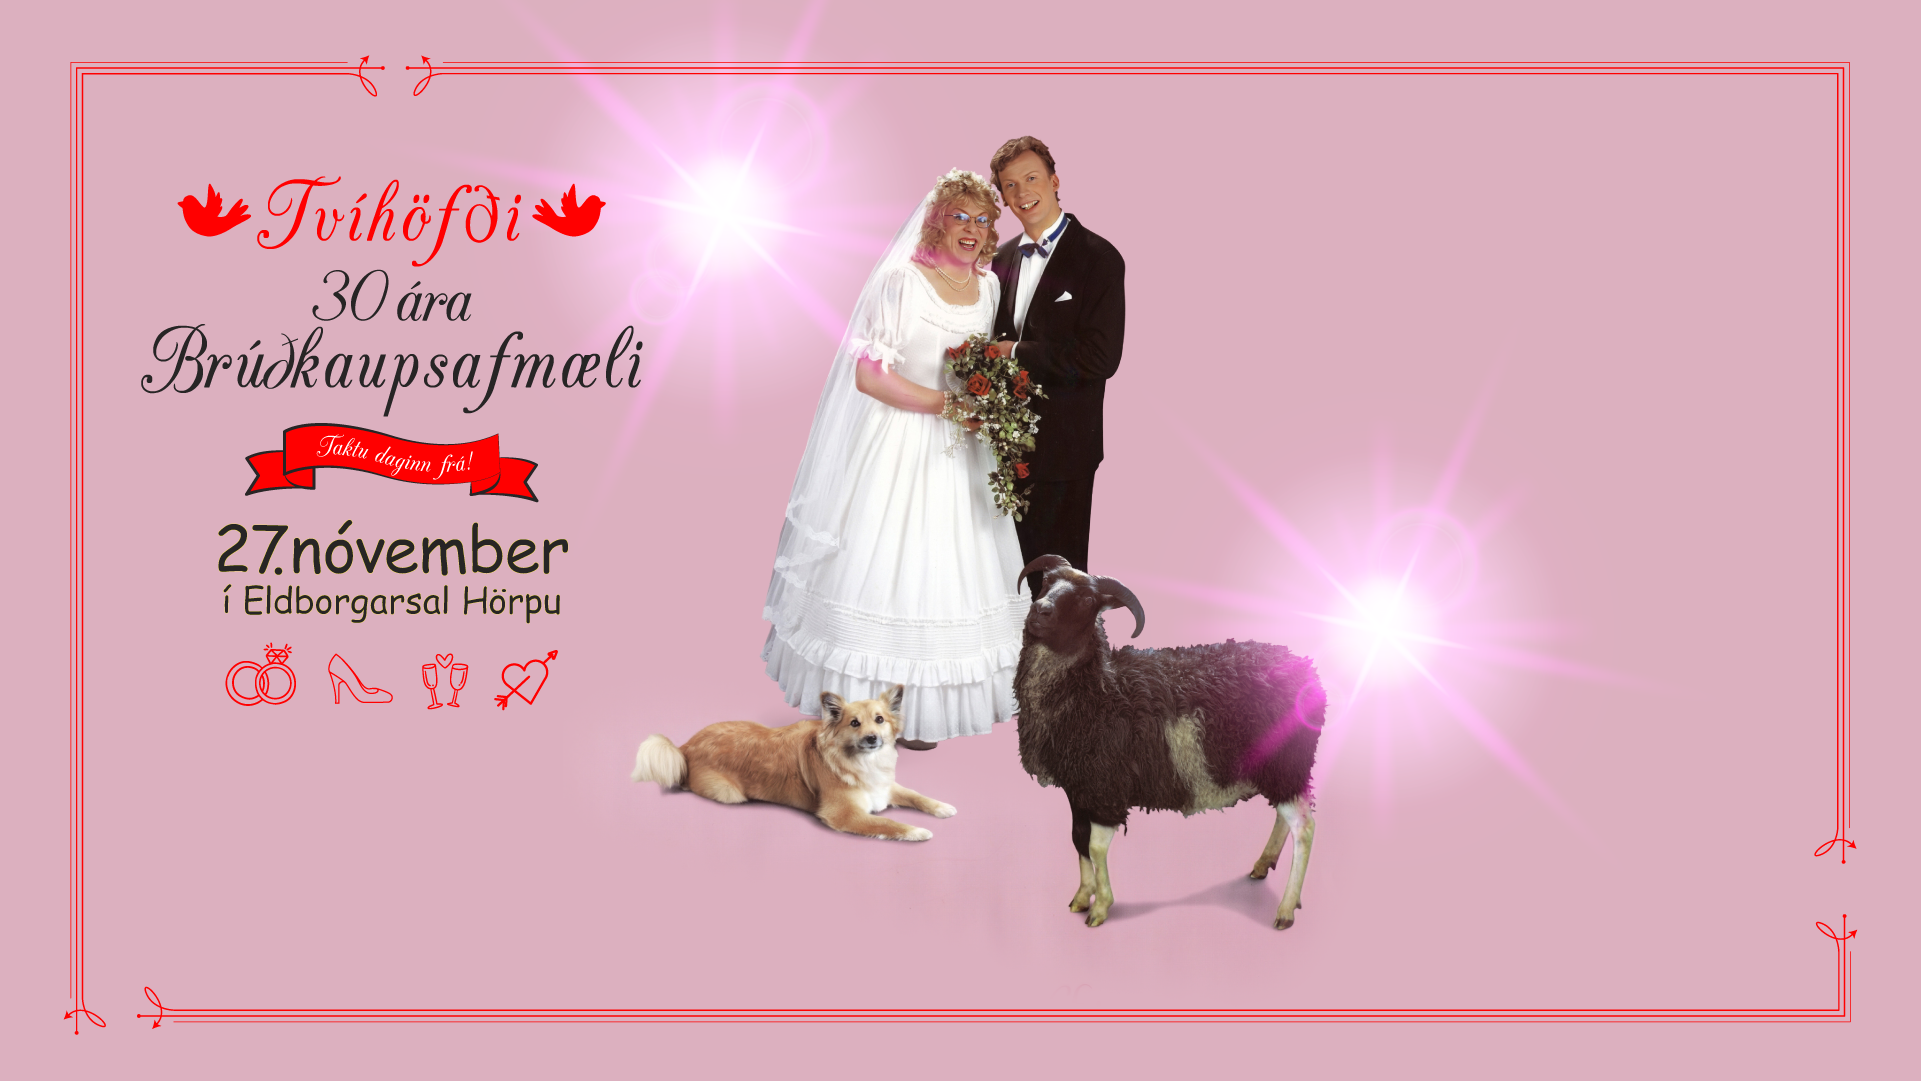 Tvíhöfði
30 ára
Brúðkaupsafmæli
Taktu daginn frá!
27. nóvember
í Eldborgarsal Hörpu